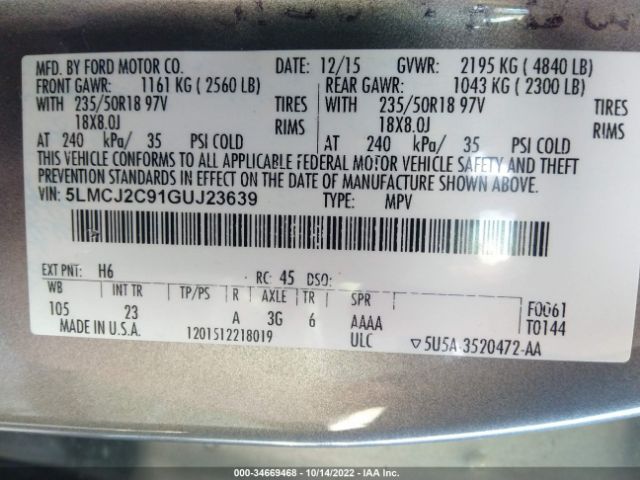 MFD. BY FORD MOTOR CO. DATE: 12/15 GVWR: 2195 KG ( 4840 LB)
FRONT GAWR: 1161 KG ( 2560 LB) REAR GAWR: 1043 KG ( 2300 LB)
WITH 235/50R18 97V TIRES WITH 235/50R18 97V TIRES
18X8.0J RIMS 18X8.0J RIMS
AT 240 kPa/ 35 PSI COLD AT 240 kPa/ 35 PSI COLD
THIS VEHICLE CONFORMS TO ALL APPLICABLE FEDERAL MOTOR VEHICLE SAFETY AND THEFT
PREVENTION STANDARDS IN EFFECT ON THE DATE OF MANUFACTURE SHOWN ABOVE.
VIN: 5LMCJ2C91GUJ23639 TYPE: MPV
EXT PNT: H6 RC: 45 DSO:
WB INT TR TP/PS R AXLE TR SPR
105 23 A 3G 6 AAAA F0061
MADE IN U.S.A. 1201512218019 ULC T0144
▽5U5A 3520472-AA
000-34669468 | 10/14/2022 | IAA Inc.